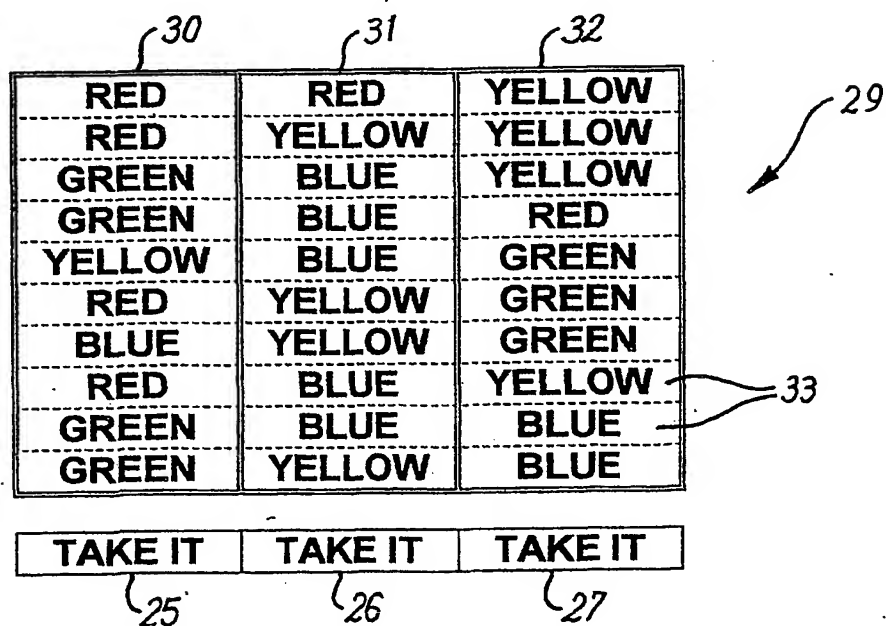 30 31 32
29
RED RED YELLOW
RED YELLOW YELLOW
GREEN BLUE YELLOW
GREEN BLUE RED
YELLOW BLUE GREEN
RED YELLOW GREEN
BLUE YELLOW GREEN
RED BLUE YELLOW 33
GREEN BLUE BLUE
GREEN YELLOW BLUE
TAKE IT TAKE IT TAKE IT
25 26 27